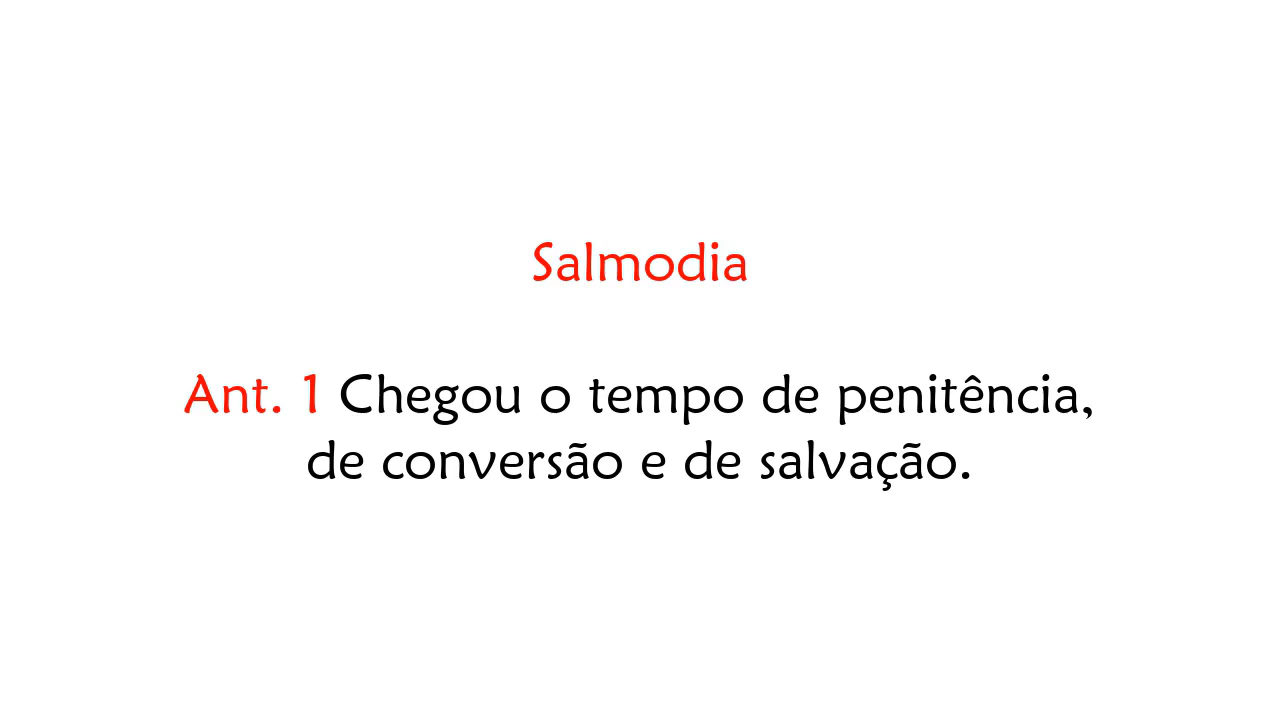 Salmodia
Ant. 1 Chegou o tempo de penitência,
de conversão e de salvação.